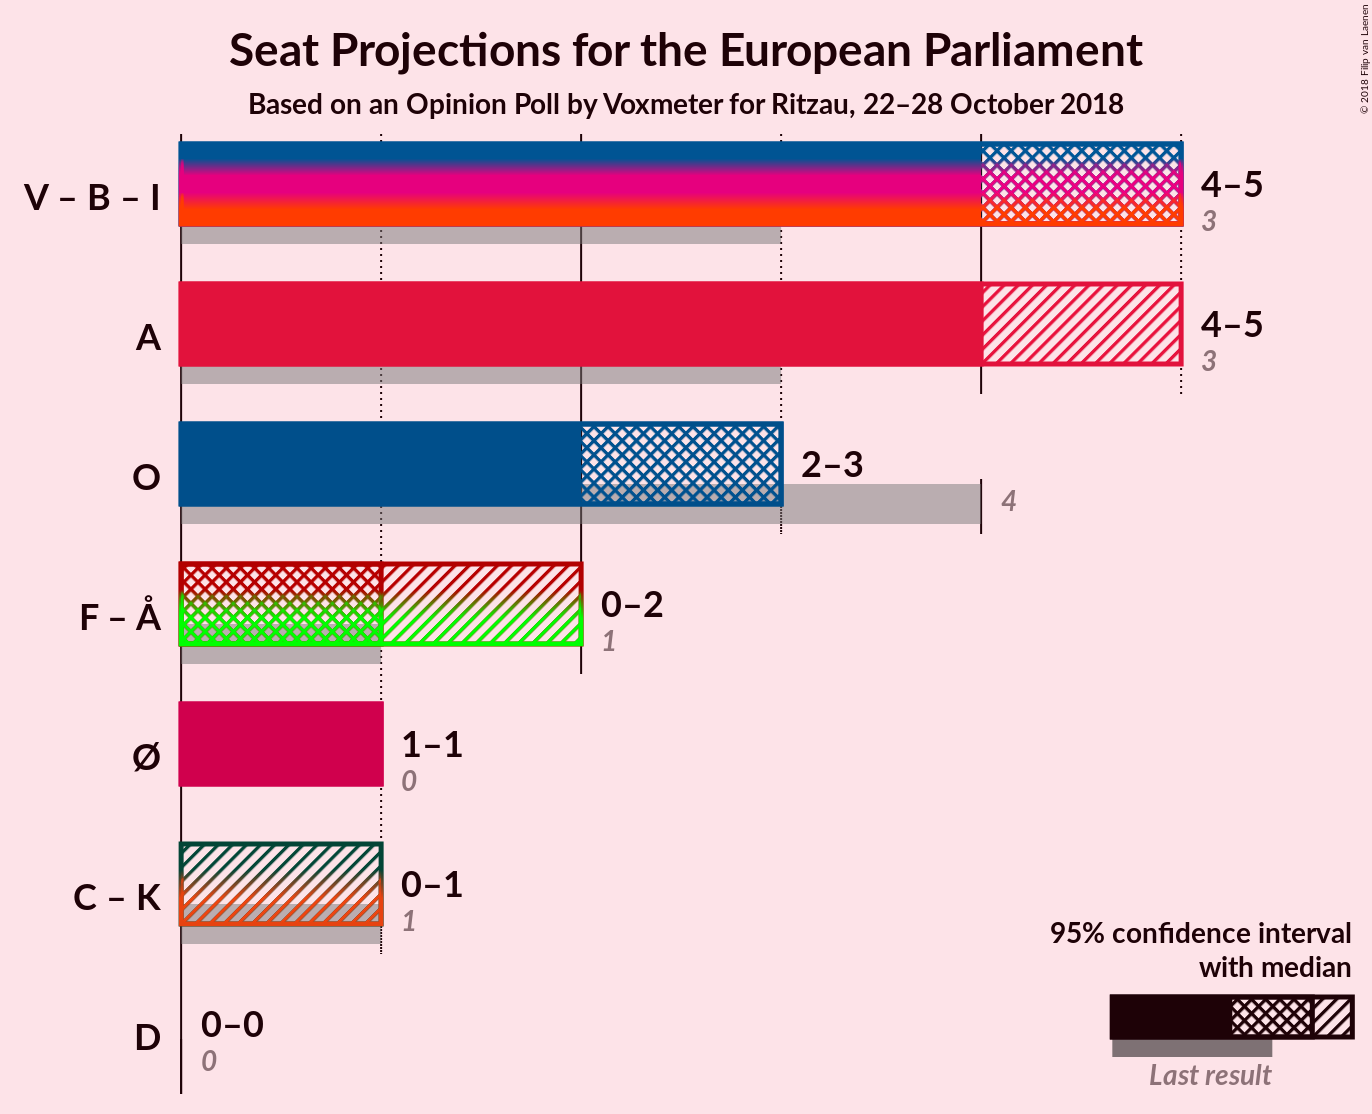 Seat Projections for the European Parliament
Based on an Opinion Poll by Voxmeter for Ritzau, 22–28 October 2018
© 2018 Filip van Laenen
V – B – I
4–5
3
A
4–5
3
O
2–3
4
F – Å
0–2
1
Ø
1–1
0
C – K
0–1
1
D
0–0
0
95% confidence interval
with median
Last result